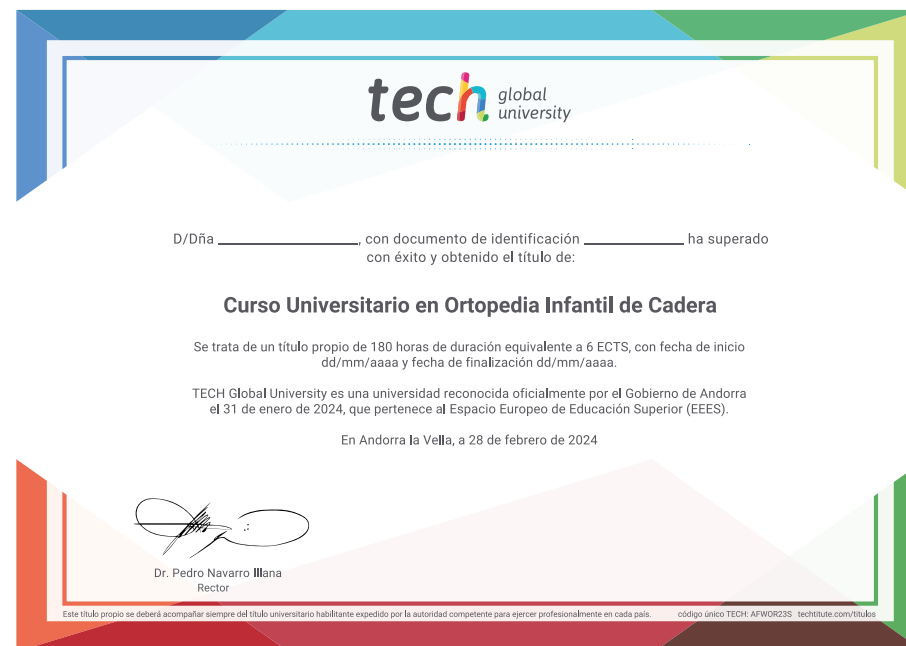 tech global university
D/Dña ____________________, con documento de identificación ______________ ha superado
con éxito y obtenido el título de:
Curso Universitario en Ortopedia Infantil de Cadera
Se trata de un título propio de 180 horas de duración equivalente a 6 ECTS, con fecha de inicio
dd/mm/aaaa y fecha de finalización dd/mm/aaaa.
TECH Global University es una universidad reconocida oficialmente por el Gobierno de Andorra
el 31 de enero de 2024, que pertenece al Espacio Europeo de Educación Superior (EEES).
En Andorra la Vella, a 28 de febrero de 2024
Dr. Pedro Navarro Illana
Rector
Este título propio se deberá acompañar siempre del título universitario habilitante expedido por la autoridad competente para ejercer profesionalmente en cada país. código único TECH: AFWOR23S techtitute.com/titulos